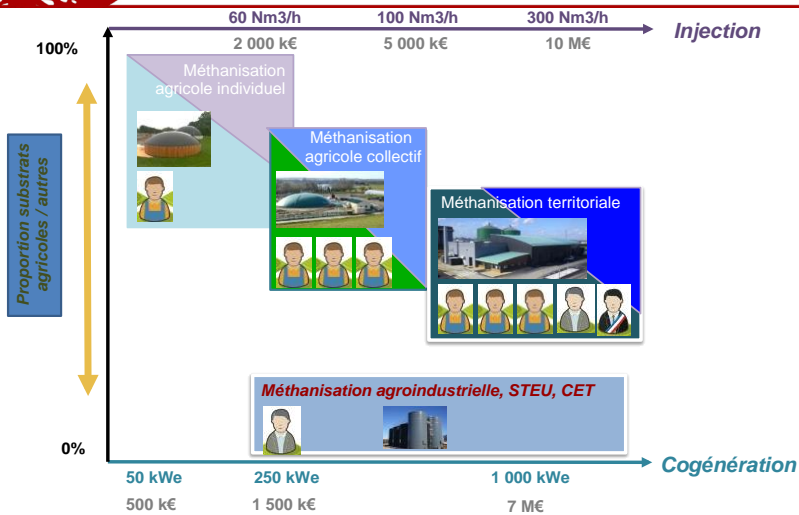 60 Nm3/h 100 Nm3/h 300 Nm3/h
Injection
2 000 k€ 5 000 k€ 10 M€
100%
Méthanisation
agricole individuel
Méthanisation
agricole collectif
Méthanisation territoriale
Proportion substrats
agricoles / autres
Méthanisation agroindustrielle, STEU, CET
0%
Cogénération
50 kWe 250 kWe 1 000 kWe
500 k€ 1 500 k€ 7 M€